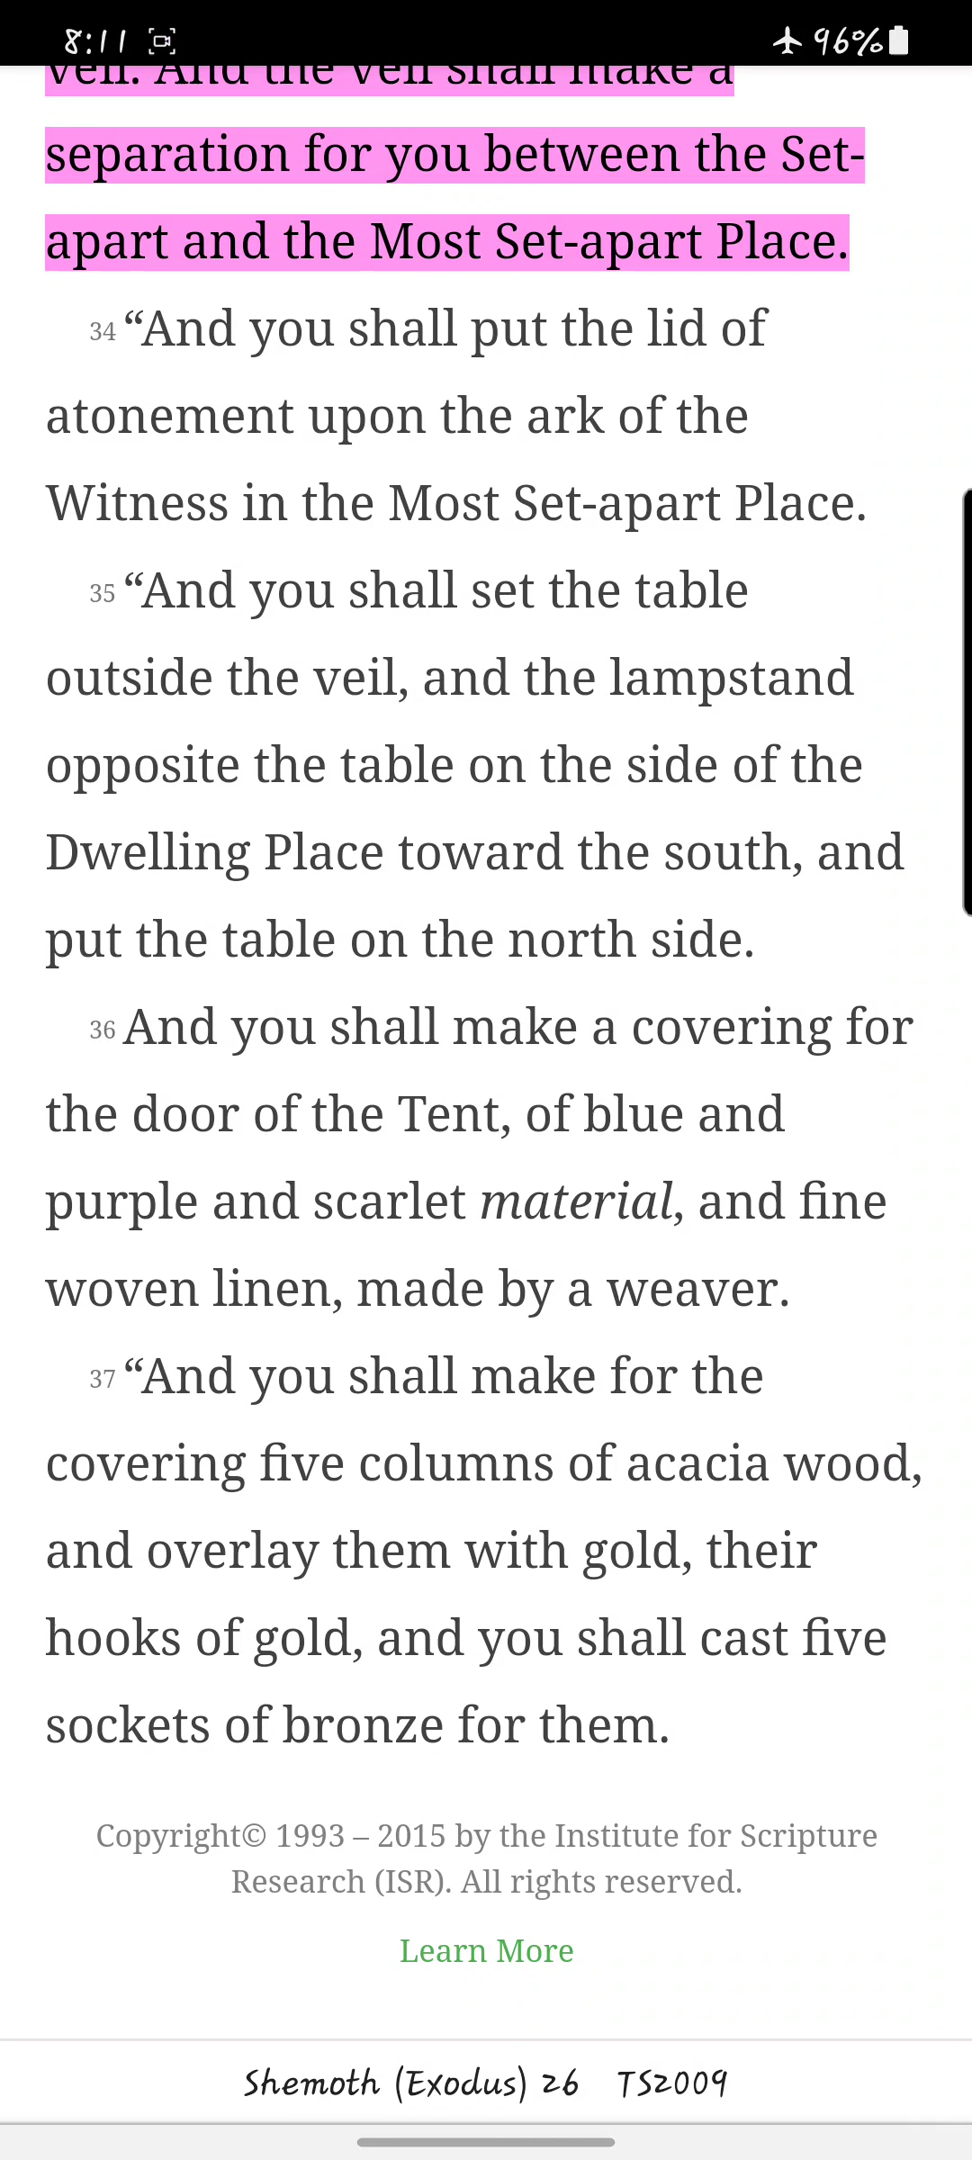 8:11 96%
veil. And the veil shall make a
separation for you between the Set-
apart and the Most Set-apart Place.
34 “And you shall put the lid of
atonement upon the ark of the
Witness in the Most Set-apart Place.
35 “And you shall set the table
outside the veil, and the lampstand
opposite the table on the side of the
Dwelling Place toward the south, and
put the table on the north side.
36 And you shall make a covering for
the door of the Tent, of blue and
purple and scarlet material, and fine
woven linen, made by a weaver.
37 “And you shall make for the
covering five columns of acacia wood,
and overlay them with gold, their
hooks of gold, and you shall cast five
sockets of bronze for them.
Copyright© 1993 – 2015 by the Institute for Scripture
Research (ISR). All rights reserved.
Learn More
Shemoth (Exodus) 26 TS2009